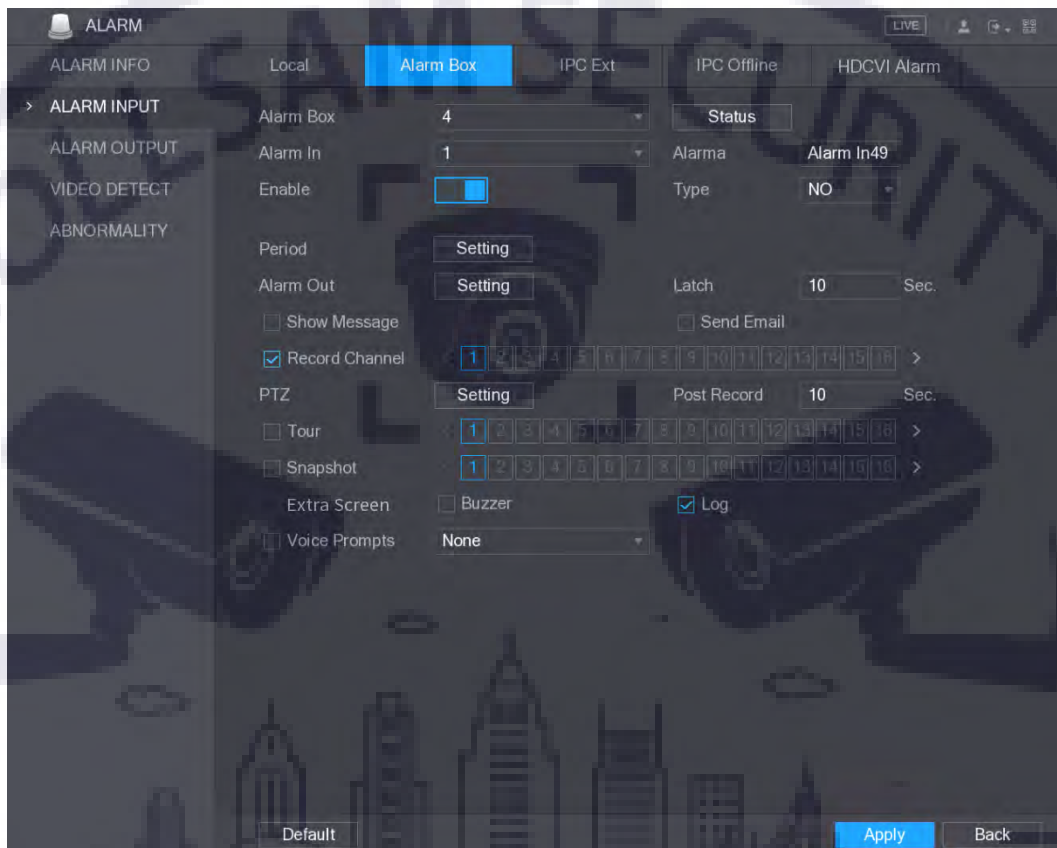 ALARM LIVE
ALARM INFO Local Alarm Box IPC Ext IPC Offline HDCVI Alarm
> ALARM INPUT
ALARM OUTPUT
VIDEO DETECT
ABNORMALITY
Alarm Box 4 Status
Alarm In 1 Alarma Alarm In49
Enable Type NO
Period Setting
Alarm Out Setting Latch 10 Sec.
Show Message Send Email
Record Channel 1 2 3 4 5 6 7 8 9 10 11 12 13 14 15 16 >
PTZ Setting Post Record 10 Sec.
Tour 1 2 3 4 5 6 7 8 9 10 11 12 13 14 15 16 >
Snapshot 1 2 3 4 5 6 7 8 9 10 11 12 13 14 15 16 >
Extra Screen Buzzer Log
Voice Prompts None
Default Apply Back
SAM SECURITY